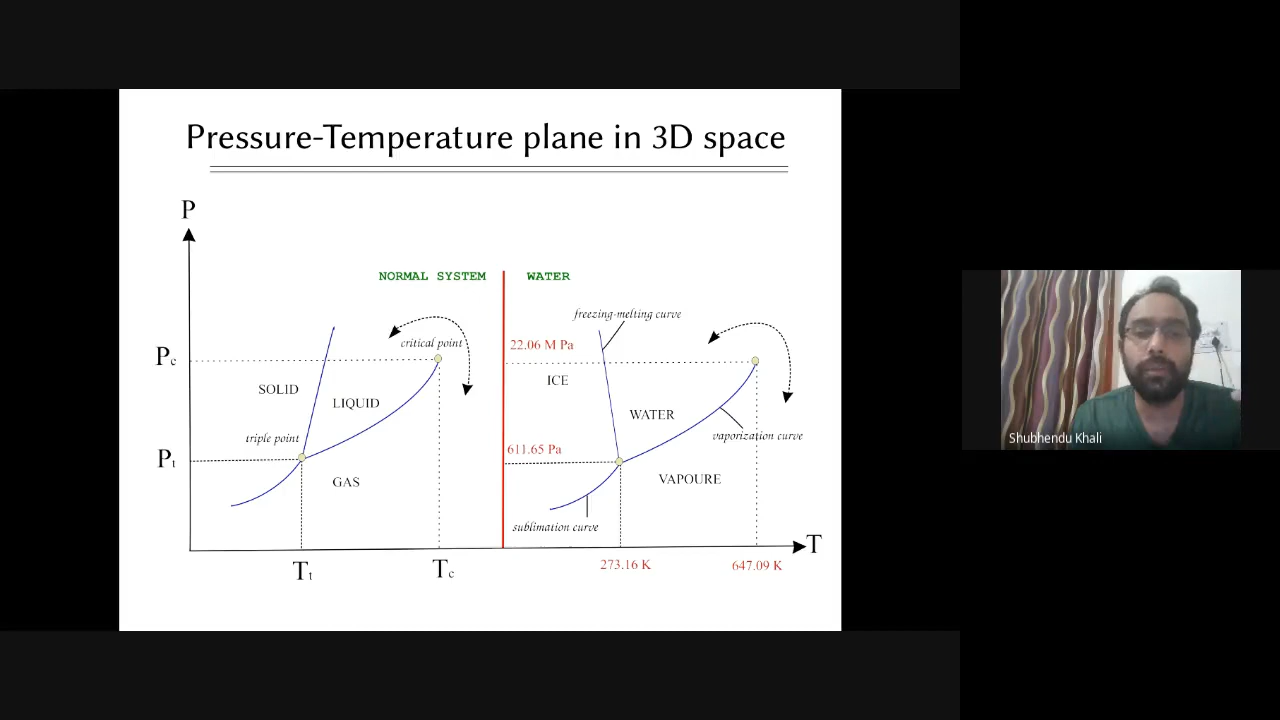 Pressure-Temperature plane in 3D space
P
NORMAL SYSTEM
WATER
freezing-melting curve
critical point
22.06 M Pa
Pc
SOLID
ICE
LIQUID
WATER
triple point
vaporization curve
611.65 Pa
Pt
GAS
VAPOURE
sublimation curve
T
Tt
Tc
273.16 K
647.09 K
Shubhendu Khali